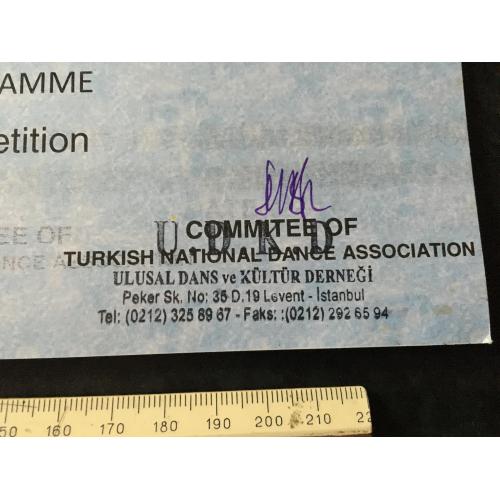 AMME
etition
U.D.K.D
COMMITEE OF
TURKISH NATIONAL DANCE ASSOCIATION
ULUSAL DANS ve KÜLTÜR DERNEĞİ
Peker Sk. No: 35 D.19 Levent - İstanbul
Tel: (0212) 325 89 67 - Faks: :(0212) 292 65 94
EE OF
NCE A
50 160 170 180 190 200 210 22